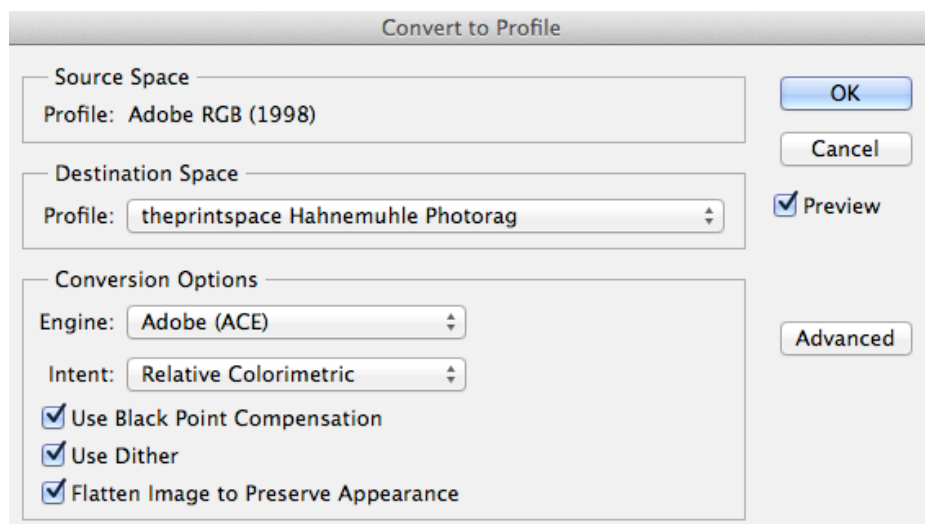 Convert to Profile
Source Space
Profile: Adobe RGB (1998)
OK
Cancel
Destination Space
Profile: theprintspace Hahnemuhle Photorag
Preview
Conversion Options
Engine: Adobe (ACE)
Advanced
Intent: Relative Colorimetric
Use Black Point Compensation
Use Dither
Flatten Image to Preserve Appearance